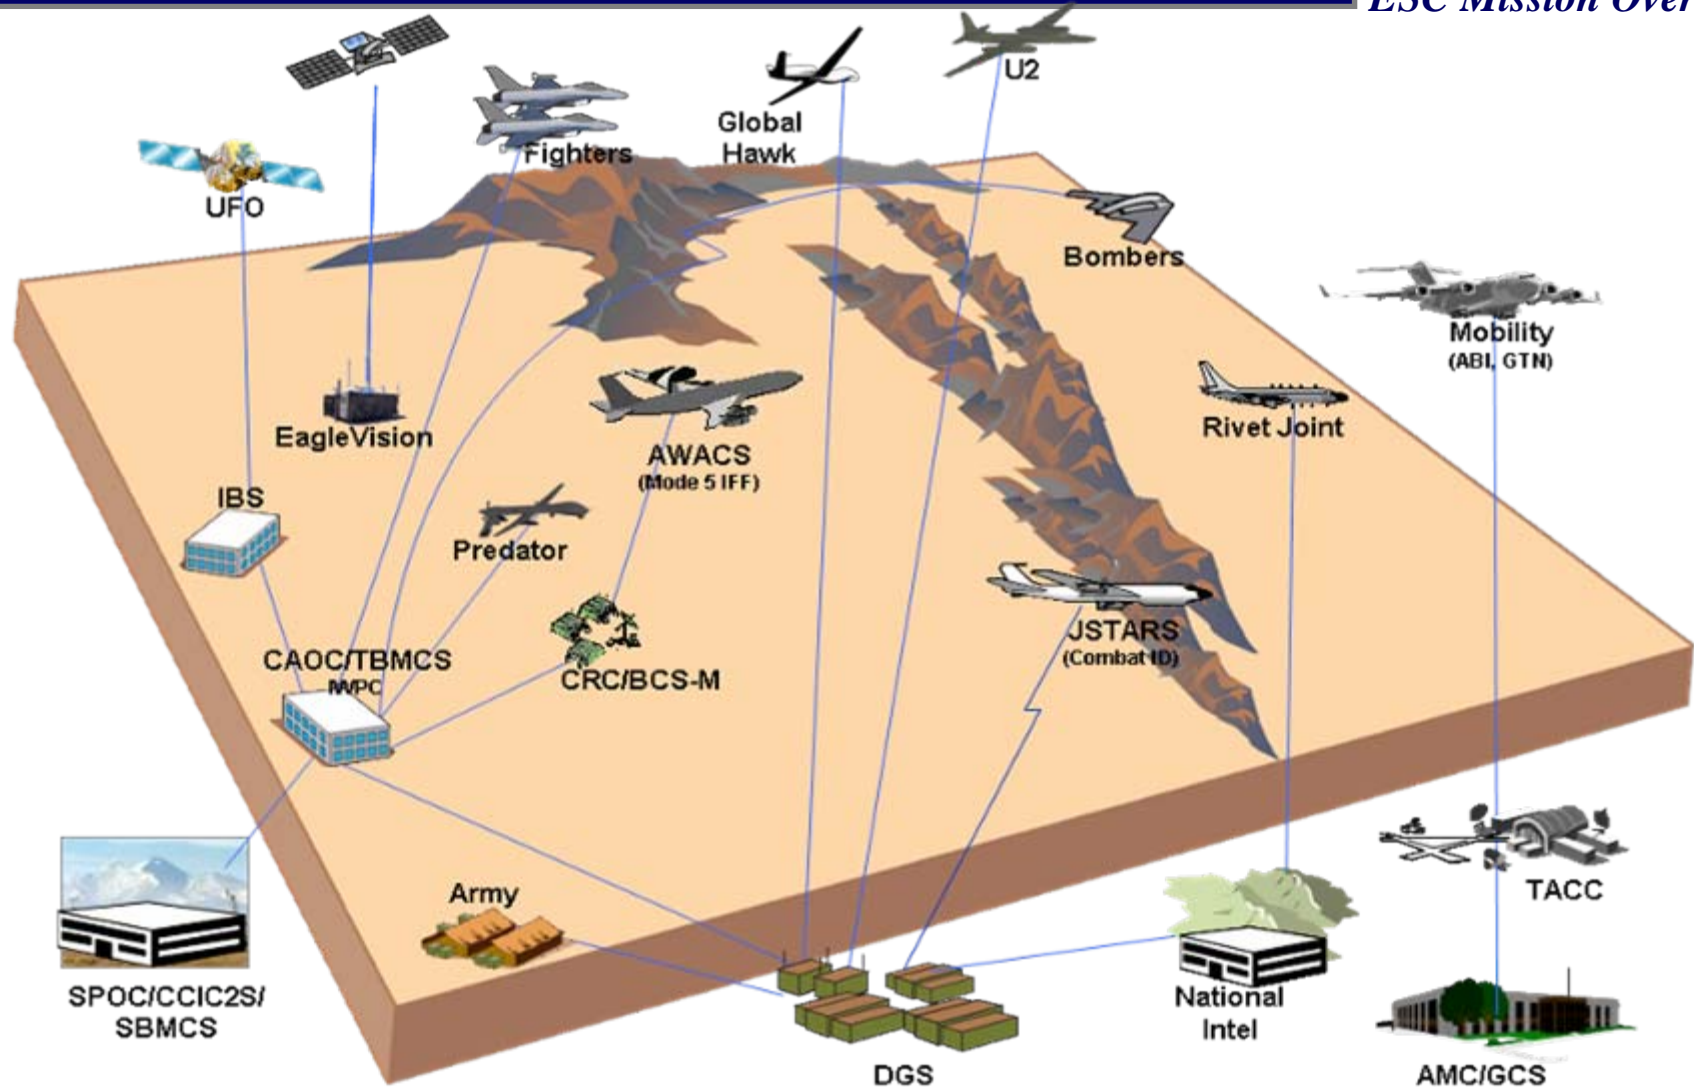 ESC Mission Over
U2
Global
Hawk
Fighters
UFO
Bombers
Mobility
(ABI, GTN)
EagleVision
Rivet Joint
AWACS
(Mode 5 IFF)
IBS
Predator
JSTARS
(Combat ID)
CAOC/TBMCS
IWPC
CRC/BCS-M
Army
TACC
SPOC/CCIC2S/
SBMCS
National
Intel
DGS
AMC/GCS